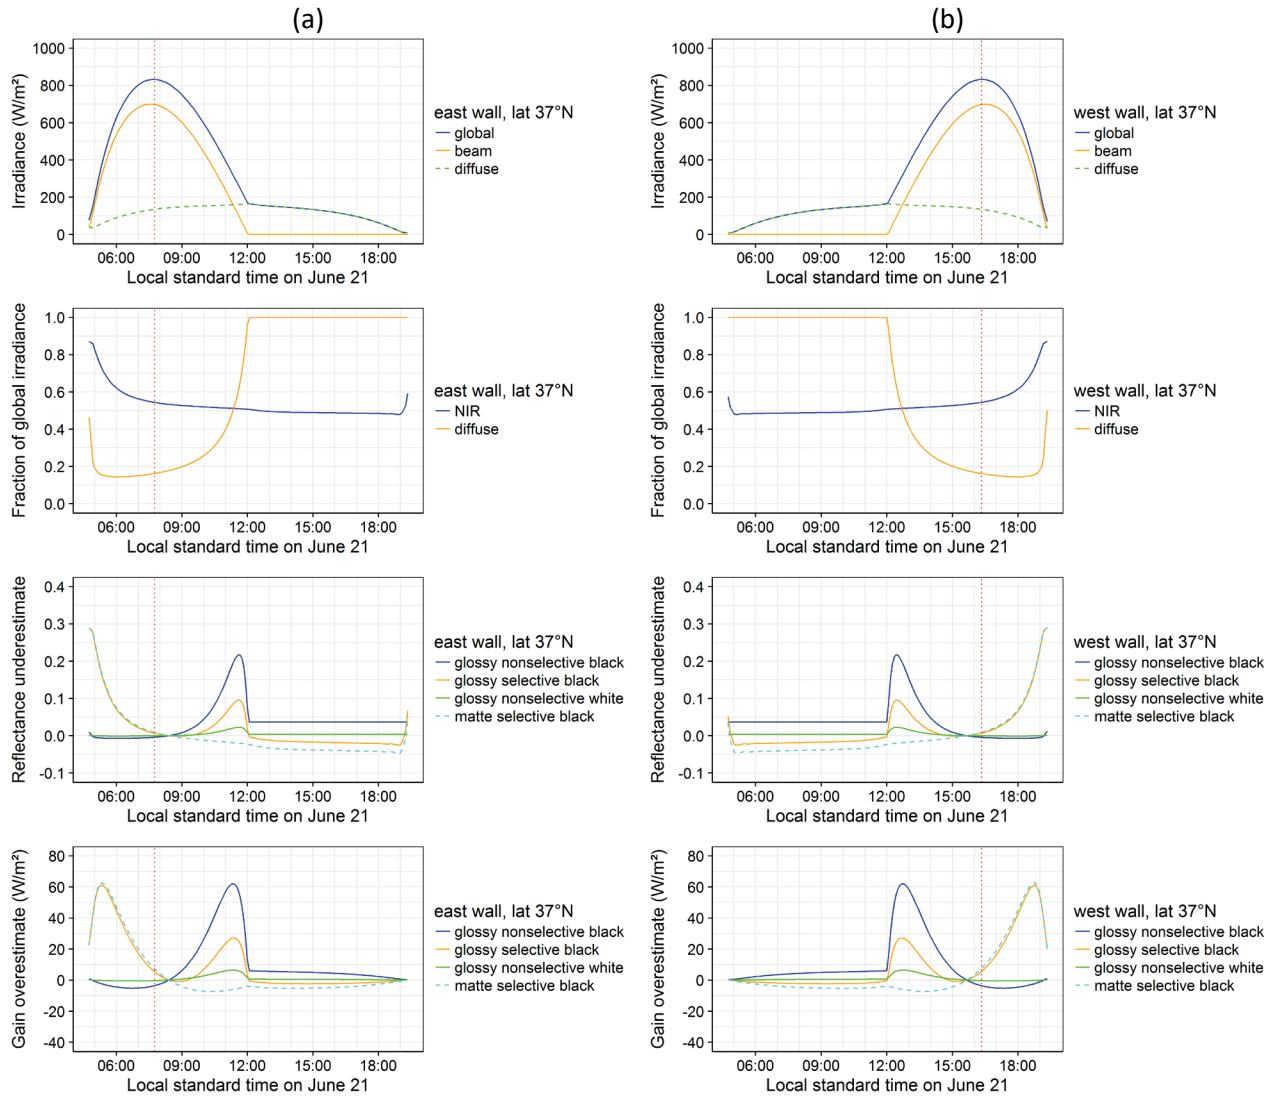 (a)
Irradiance (W/m²)
1000
800
600
400
200
0
06:00 09:00 12:00 15:00 18:00
Local standard time on June 21
east wall, lat 37°N
global
beam
diffuse
Fraction of global irradiance
1.0
0.8
0.6
0.4
0.2
0.0
06:00 09:00 12:00 15:00 18:00
Local standard time on June 21
east wall, lat 37°N
NIR
diffuse
Reflectance underestimate
0.4
0.3
0.2
0.1
0.0
-0.1
06:00 09:00 12:00 15:00 18:00
Local standard time on June 21
east wall, lat 37°N
glossy nonselective black
glossy selective black
glossy nonselective white
matte selective black
Gain overestimate (W/m²)
80
60
40
20
0
-20
-40
06:00 09:00 12:00 15:00 18:00
Local standard time on June 21
east wall, lat 37°N
glossy nonselective black
glossy selective black
glossy nonselective white
matte selective black
(b)
Irradiance (W/m²)
1000
800
600
400
200
0
06:00 09:00 12:00 15:00 18:00
Local standard time on June 21
west wall, lat 37°N
global
beam
diffuse
Fraction of global irradiance
1.0
0.8
0.6
0.4
0.2
0.0
06:00 09:00 12:00 15:00 18:00
Local standard time on June 21
west wall, lat 37°N
NIR
diffuse
Reflectance underestimate
0.4
0.3
0.2
0.1
0.0
-0.1
06:00 09:00 12:00 15:00 18:00
Local standard time on June 21
west wall, lat 37°N
glossy nonselective black
glossy selective black
glossy nonselective white
matte selective black
Gain overestimate (W/m²)
80
60
40
20
0
-20
-40
06:00 09:00 12:00 15:00 18:00
Local standard time on June 21
west wall, lat 37°N
glossy nonselective black
glossy selective black
glossy nonselective white
matte selective black